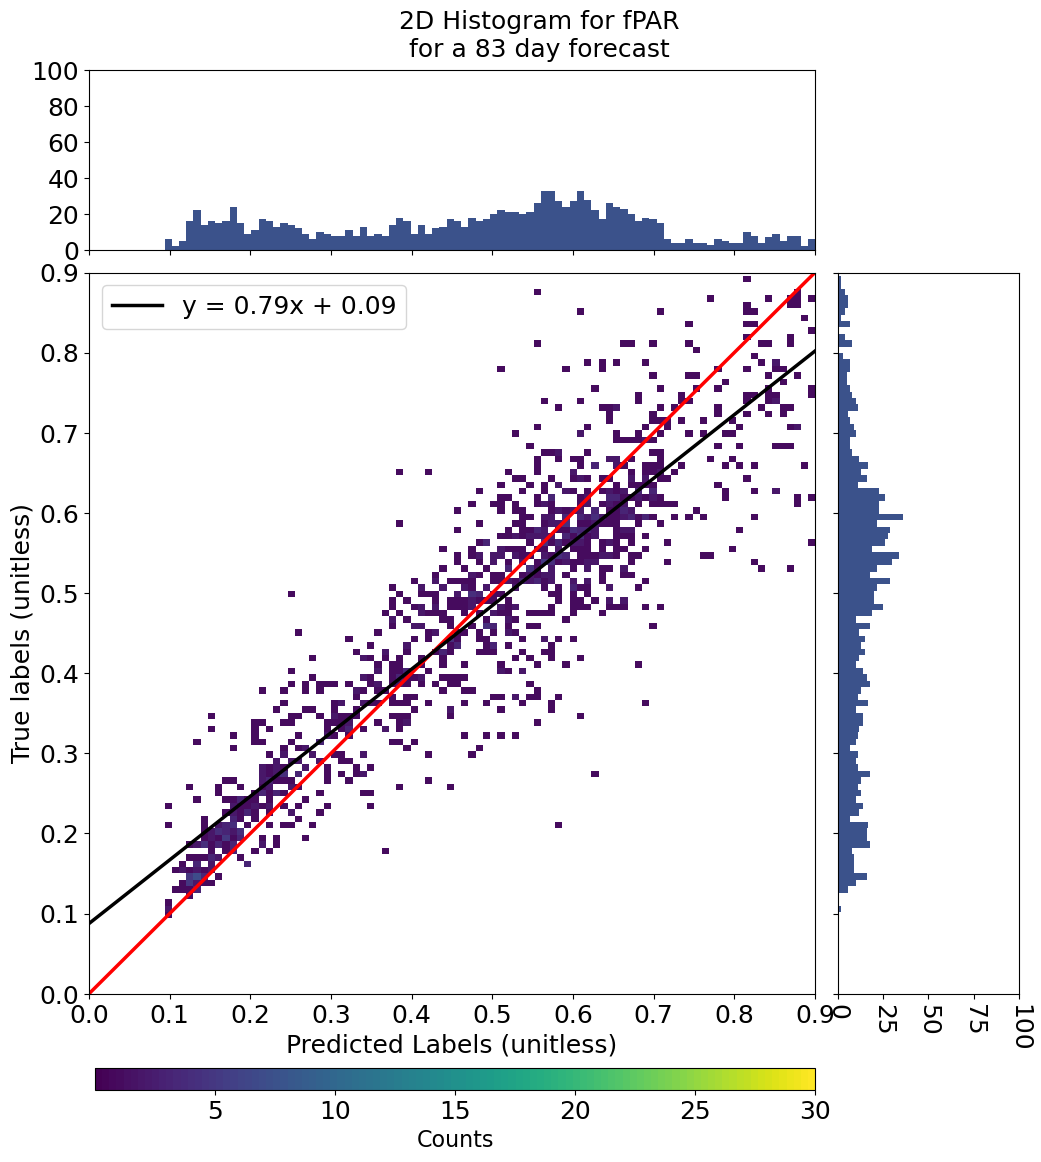 2D Histogram for fPAR
for a 83 day forecast
100
80
60
40
20
0
0.9
0.8
0.7
0.6
0.5
0.4
0.3
0.2
0.1
0.0
y = 0.79x + 0.09
True labels (unitless)
0.0 0.1 0.2 0.3 0.4 0.5 0.6 0.7 0.8 0.9
0 25 50 75 100
Predicted Labels (unitless)
5 10 15 20 25 30
Counts